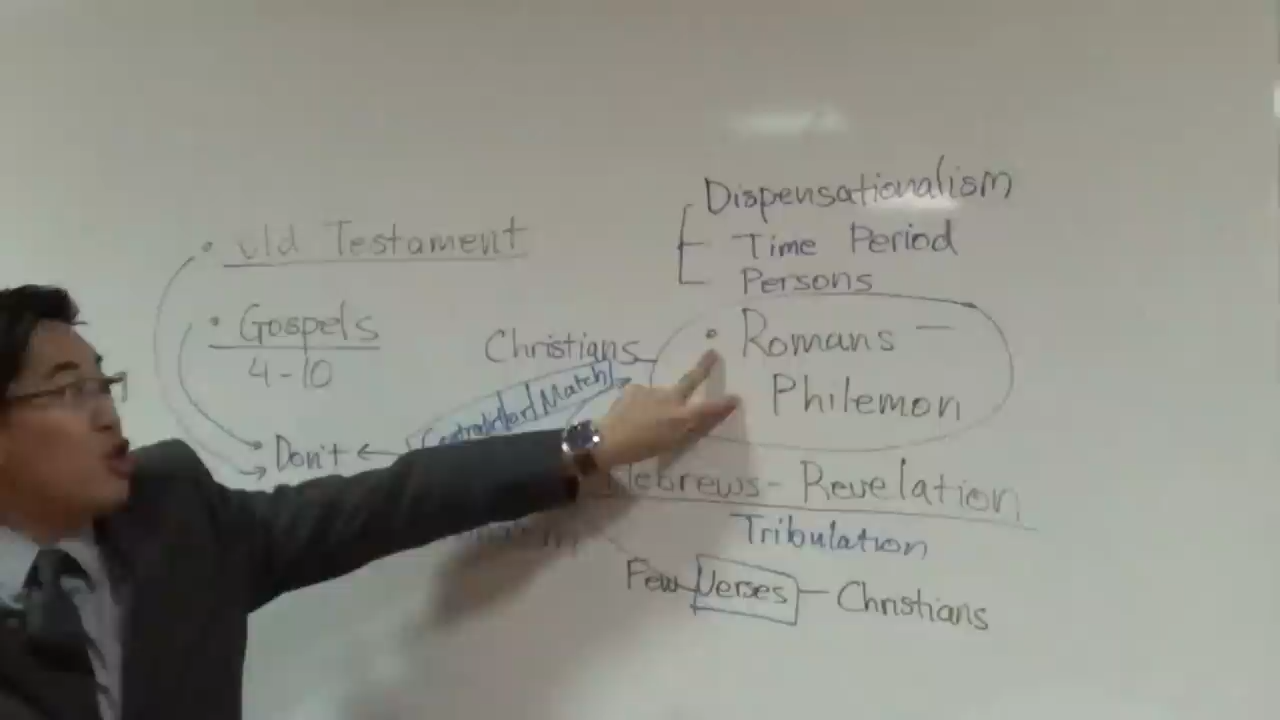 Dispensationalism
Time Period
Persons
• Old Testament
• Gospels
4-10
Christians
• Romans —
Philemon
Match
Don't
Hebrews - Revelation
Tribulation
Few Verses — Christians